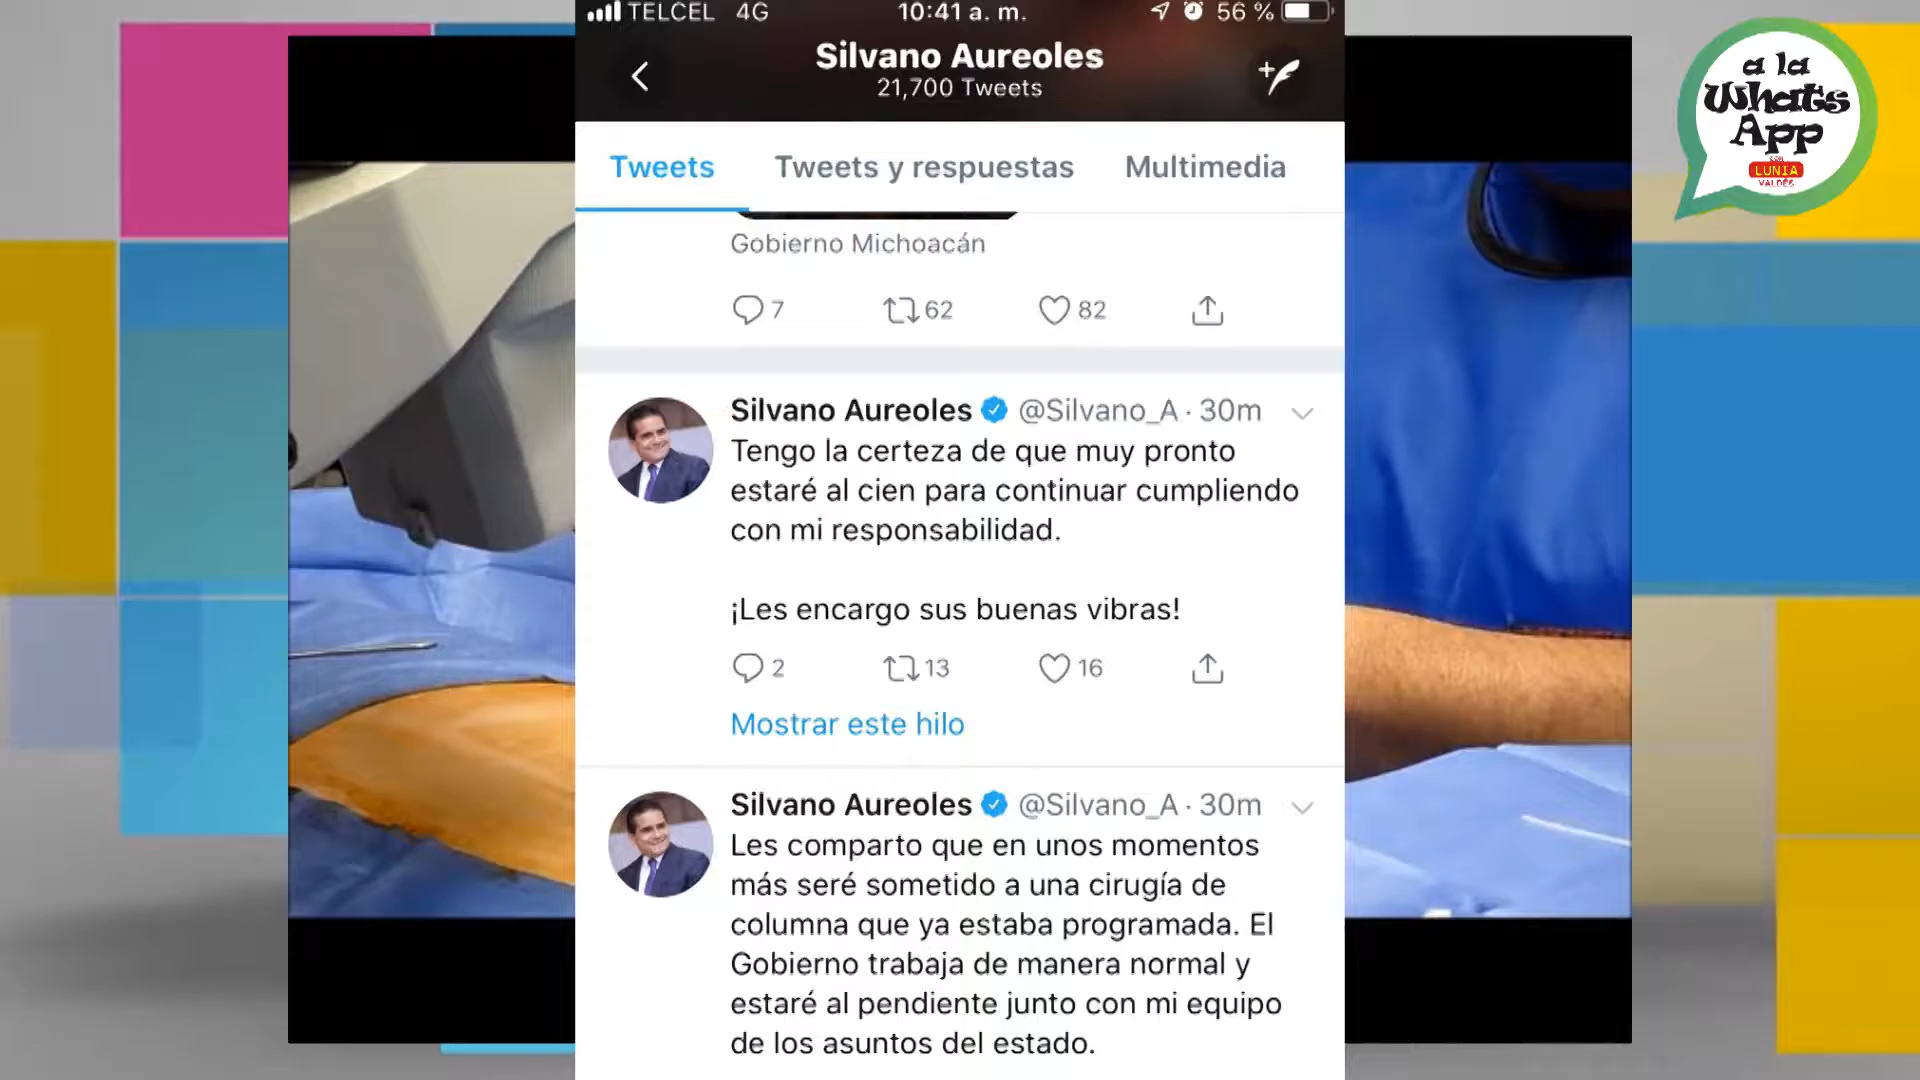 TELCEL 4G 10:41 a. m. 56 %
Silvano Aureoles
21,700 Tweets
Tweets Tweets y respuestas Multimedia
Gobierno Michoacán
7 62 82
Silvano Aureoles @Silvano_A · 30m
Tengo la certeza de que muy pronto
estaré al cien para continuar cumpliendo
con mi responsabilidad.
¡Les encargo sus buenas vibras!
2 13 16
Mostrar este hilo
Silvano Aureoles @Silvano_A · 30m
Les comparto que en unos momentos
más seré sometido a una cirugía de
columna que ya estaba programada. El
Gobierno trabaja de manera normal y
estaré al pendiente junto con mi equipo
de los asuntos del estado.
a la
Whats
App
CON
LUNIA
VALDÉS